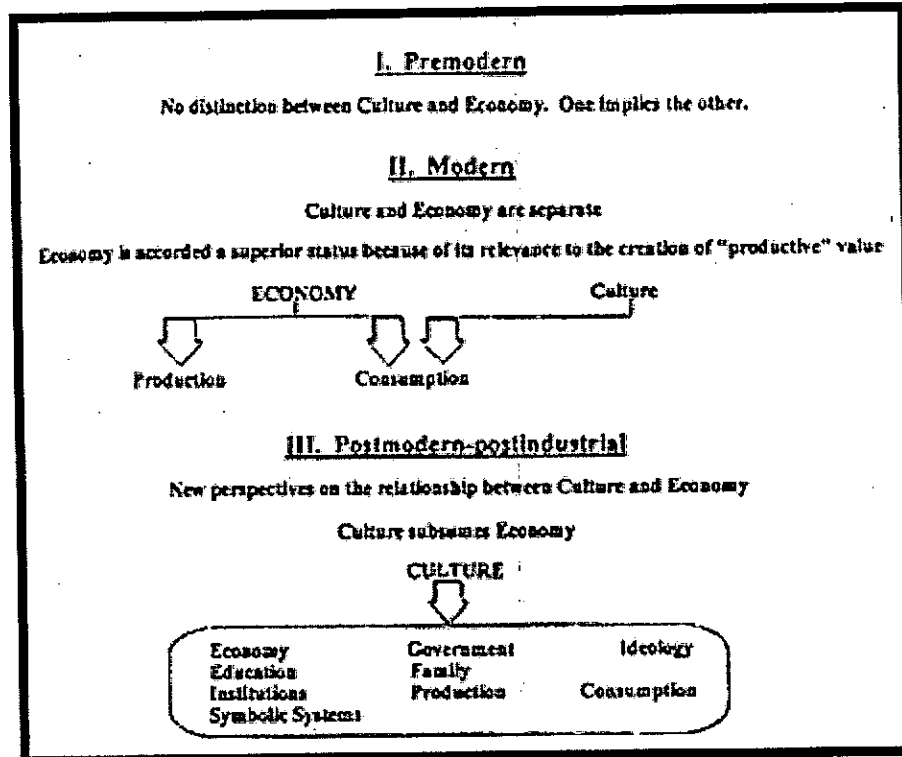 I. Premodern
No distinction between Culture and Economy. One implies the other.
II. Modern
Culture and Economy are separate
Economy is accorded a superior status because of its relevance to the creation of "productive" value
ECONOMY Culture
Production Consumption
III. Postmodern-postindustrial
New perspectives on the relationship between Culture and Economy
Culture subsumes Economy
CULTURE
Economy Government Ideology
Education Family
Institutions Production Consumption
Symbolic Systems